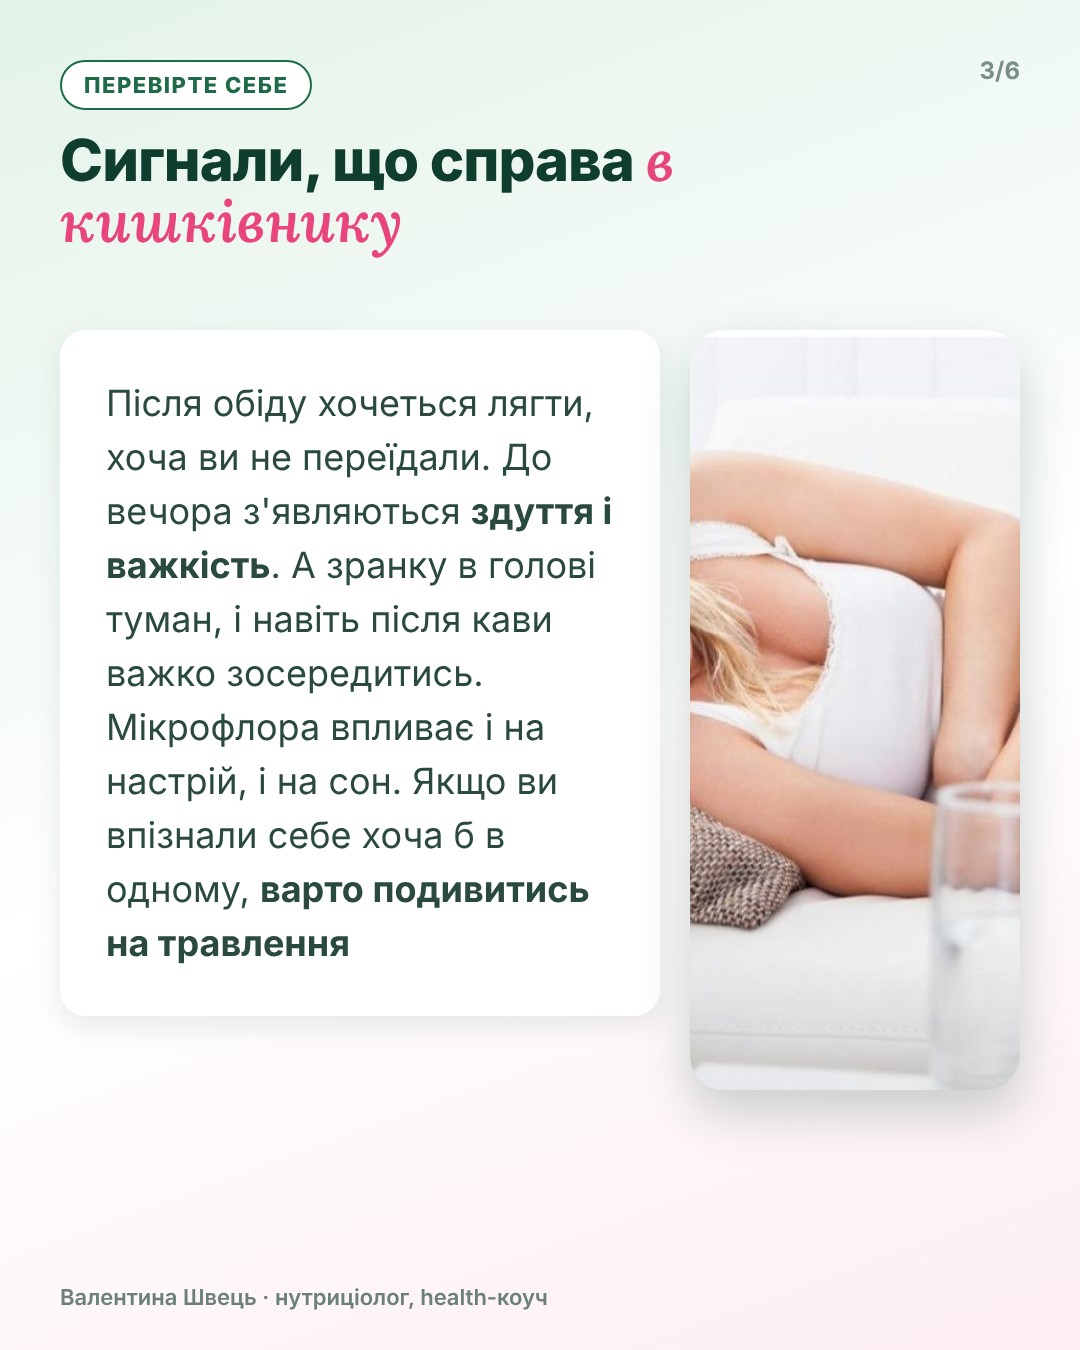 ПЕРЕВІРТЕ СЕБЕ
3/6
Сигнали, що справа в
кишківнику
Після обіду хочеться лягти,
хоча ви не переїдали. До
вечора з'являються здуття і
важкість. А зранку в голові
туман, і навіть після кави
важко зосередитись.
Мікрофлора впливає і на
настрій, і на сон. Якщо ви
впізнали себе хоча б в
одному, варто подивитись
на травлення
Валентина Швець · нутриціолог, health-коуч